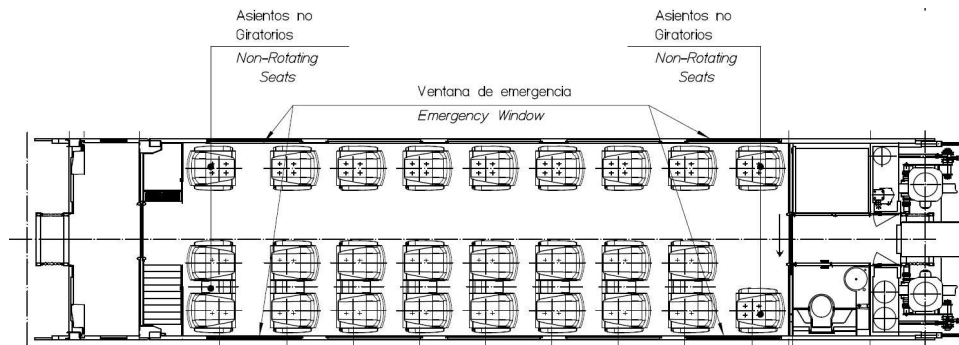 Asientos no
Giratorios
Non-Rotating
Seats
Asientos no
Giratorios
Non-Rotating
Seats
Ventana de emergencia
Emergency Window